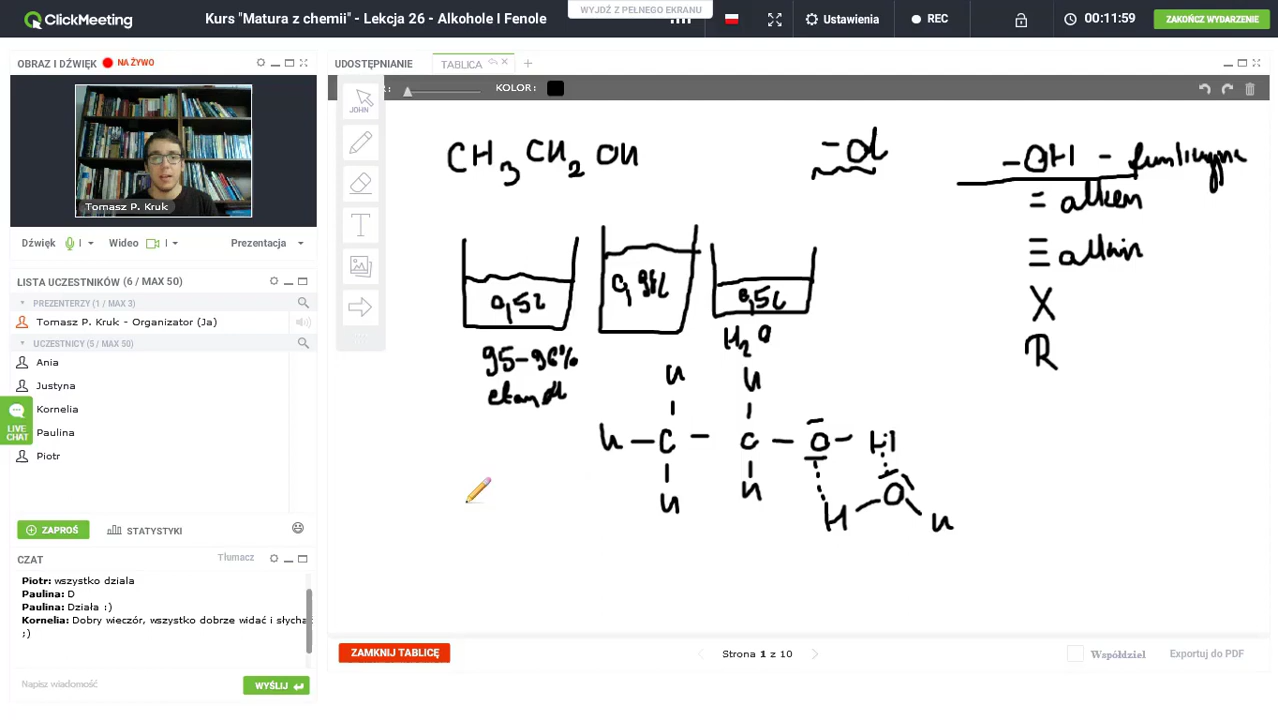 ClickMeeting
Kurs "Matura z chemii" - Lekcja 26 - Alkohole I Fenole
WYJDŹ Z PEŁNEGO EKRANU
Ustawienia
REC
00:11:59
ZAKOŃCZ WYDARZENIE
OBRAZ I DŹWIĘK
NA ŻYWO
Tomasz P. Kruk
Dźwięk
Wideo
Prezentacja
LISTA UCZESTNIKÓW (6 / MAX 50)
PREZENTERZY (1 / MAX 3)
Tomasz P. Kruk - Organizator (Ja)
UCZESTNICY (5 / MAX 50)
Ania
Justyna
Kornelia
Paulina
Piotr
LIVE
CHAT
ZAPROŚ
STATYSTYKI
CZAT
Tłumacz
Piotr: wszystko dziala
Paulina: D
Paulina: Działa :)
Kornelia: Dobry wieczór, wszystko dobrze widać i słychać
;)
Napisz wiadomość
WYŚLIJ
UDOSTĘPNIANIE
TABLICA
KOLOR:
JOHN
CH3CH2OH
-ol
-OH - funkcyjne
= alken
≡ alkin
X
R
0,5L
0,96L
0,5L
95-96%
etanol
H2O
H H
H - C - C - O - H
H H
H - O - H
ZAMKNIJ TABLICĘ
Strona 1 z 10
Współdziel
Exportuj do PDF